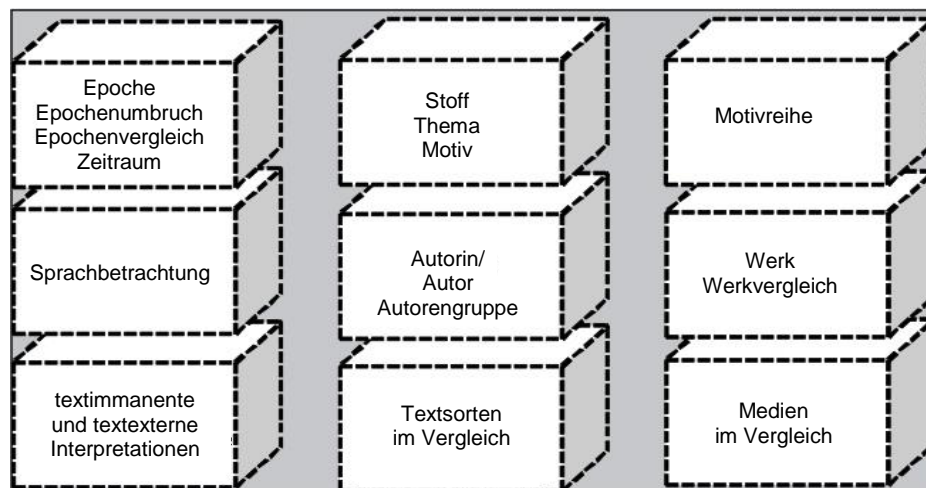 Epoche
Epochenumbruch
Epochenvergleich
Zeitraum
Stoff
Thema
Motiv
Motivreihe
Sprachbetrachtung
Autorin/
Autor
Autorengruppe
Werk
Werkvergleich
textimmanente
und textexterne
Interpretationen
Textsorten
im Vergleich
Medien
im Vergleich